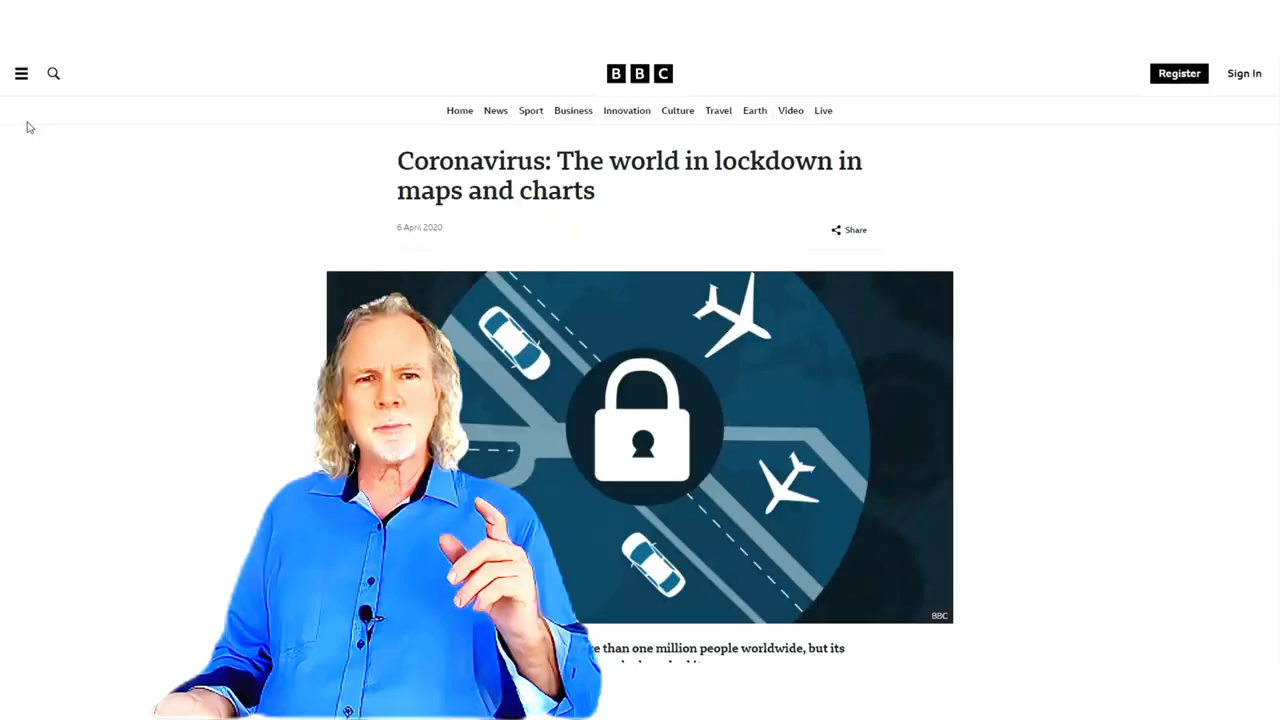 BBC
Register
Sign In
Home News Sport Business Innovation Culture Travel Earth Video Live
Coronavirus: The world in lockdown in
maps and charts
6 April 2020
Share
BBC
than one million people worldwide, but its